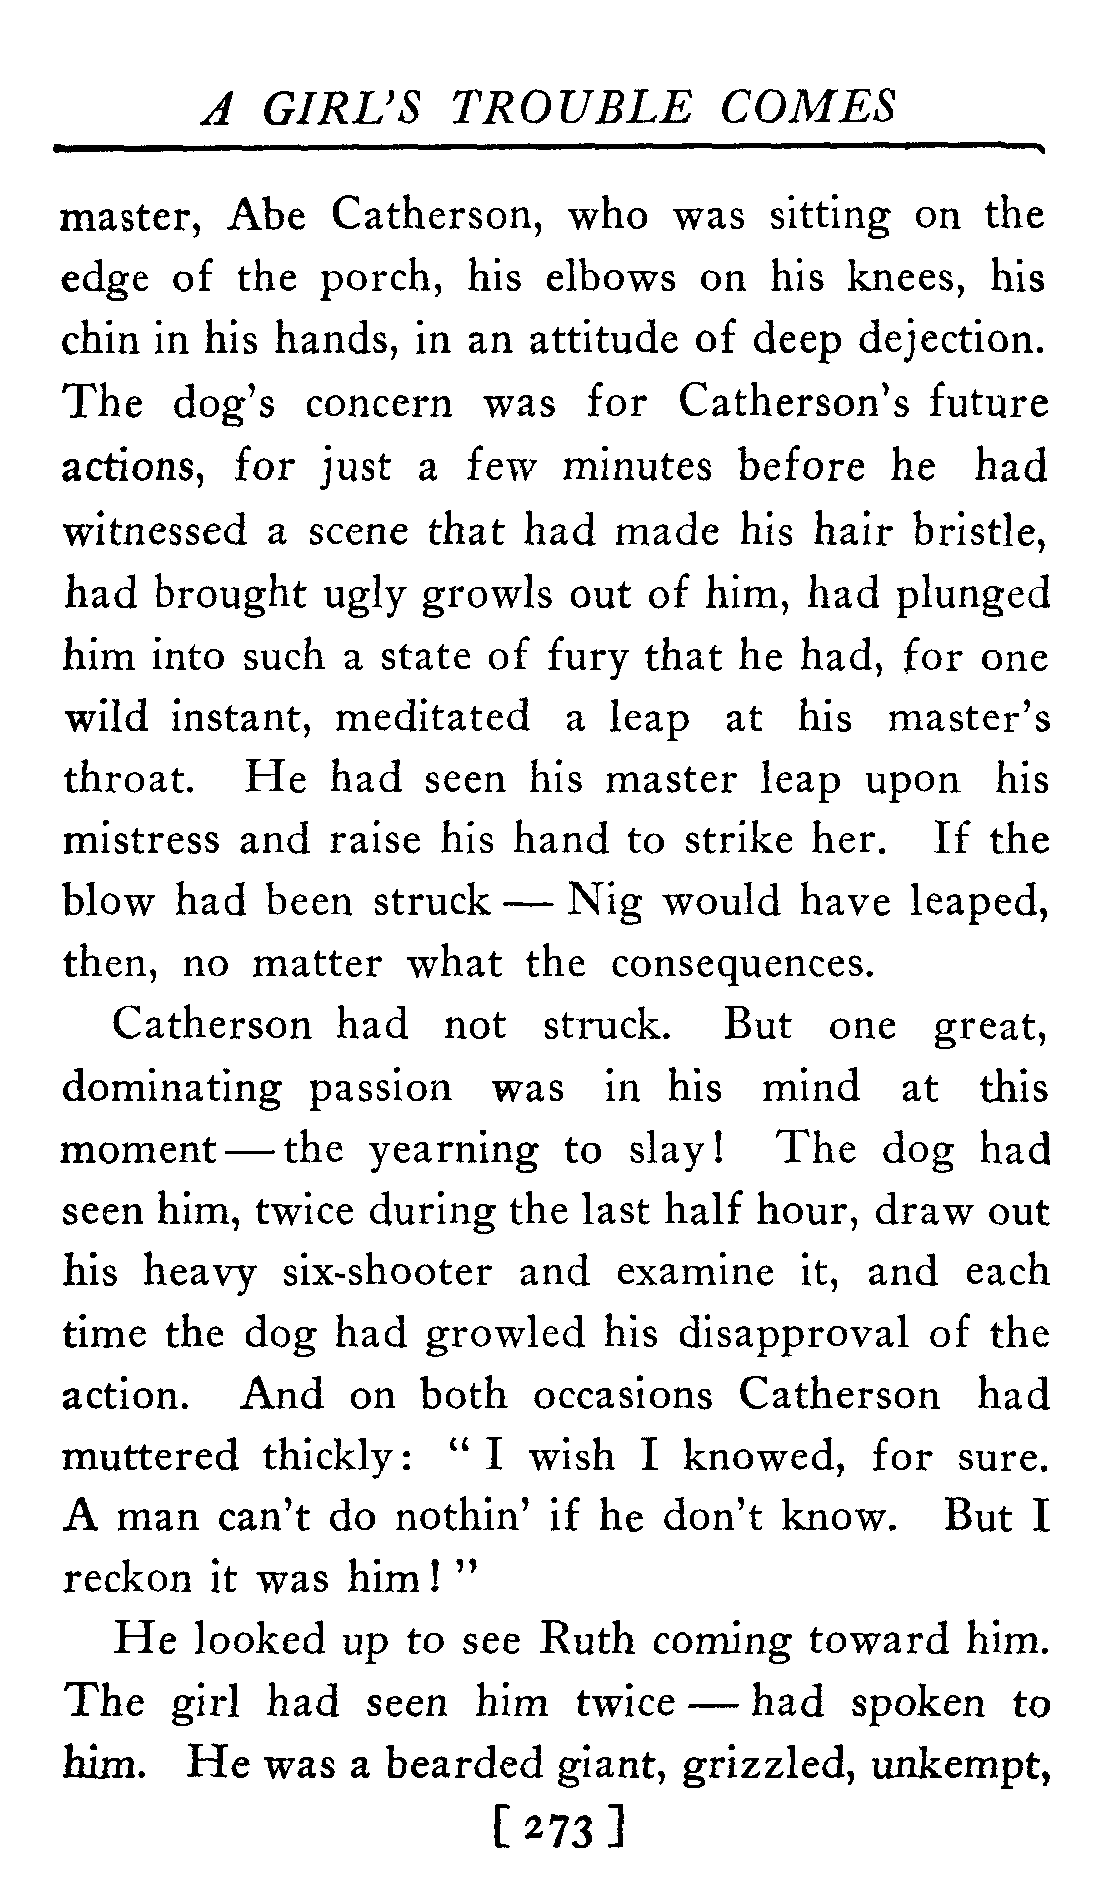 A GIRL'S TROUBLE COMES
master, Abe Catherson, who was sitting on the
edge of the porch, his elbows on his knees, his
chin in his hands, in an attitude of deep dejection.
The dog's concern was for Catherson's future
actions, for just a few minutes before he had
witnessed a scene that had made his hair bristle,
had brought ugly growls out of him, had plunged
him into such a state of fury that he had, for one
wild instant, meditated a leap at his master's
throat. He had seen his master leap upon his
mistress and raise his hand to strike her. If the
blow had been struck — Nig would have leaped,
then, no matter what the consequences.
Catherson had not struck. But one great,
dominating passion was in his mind at this
moment — the yearning to slay! The dog had
seen him, twice during the last half hour, draw out
his heavy six-shooter and examine it, and each
time the dog had growled his disapproval of the
action. And on both occasions Catherson had
muttered thickly: " I wish I knowed, for sure.
A man can't do nothin' if he don't know. But I
reckon it was him! "
He looked up to see Ruth coming toward him.
The girl had seen him twice — had spoken to
him. He was a bearded giant, grizzled, unkempt,
[ 273 ]